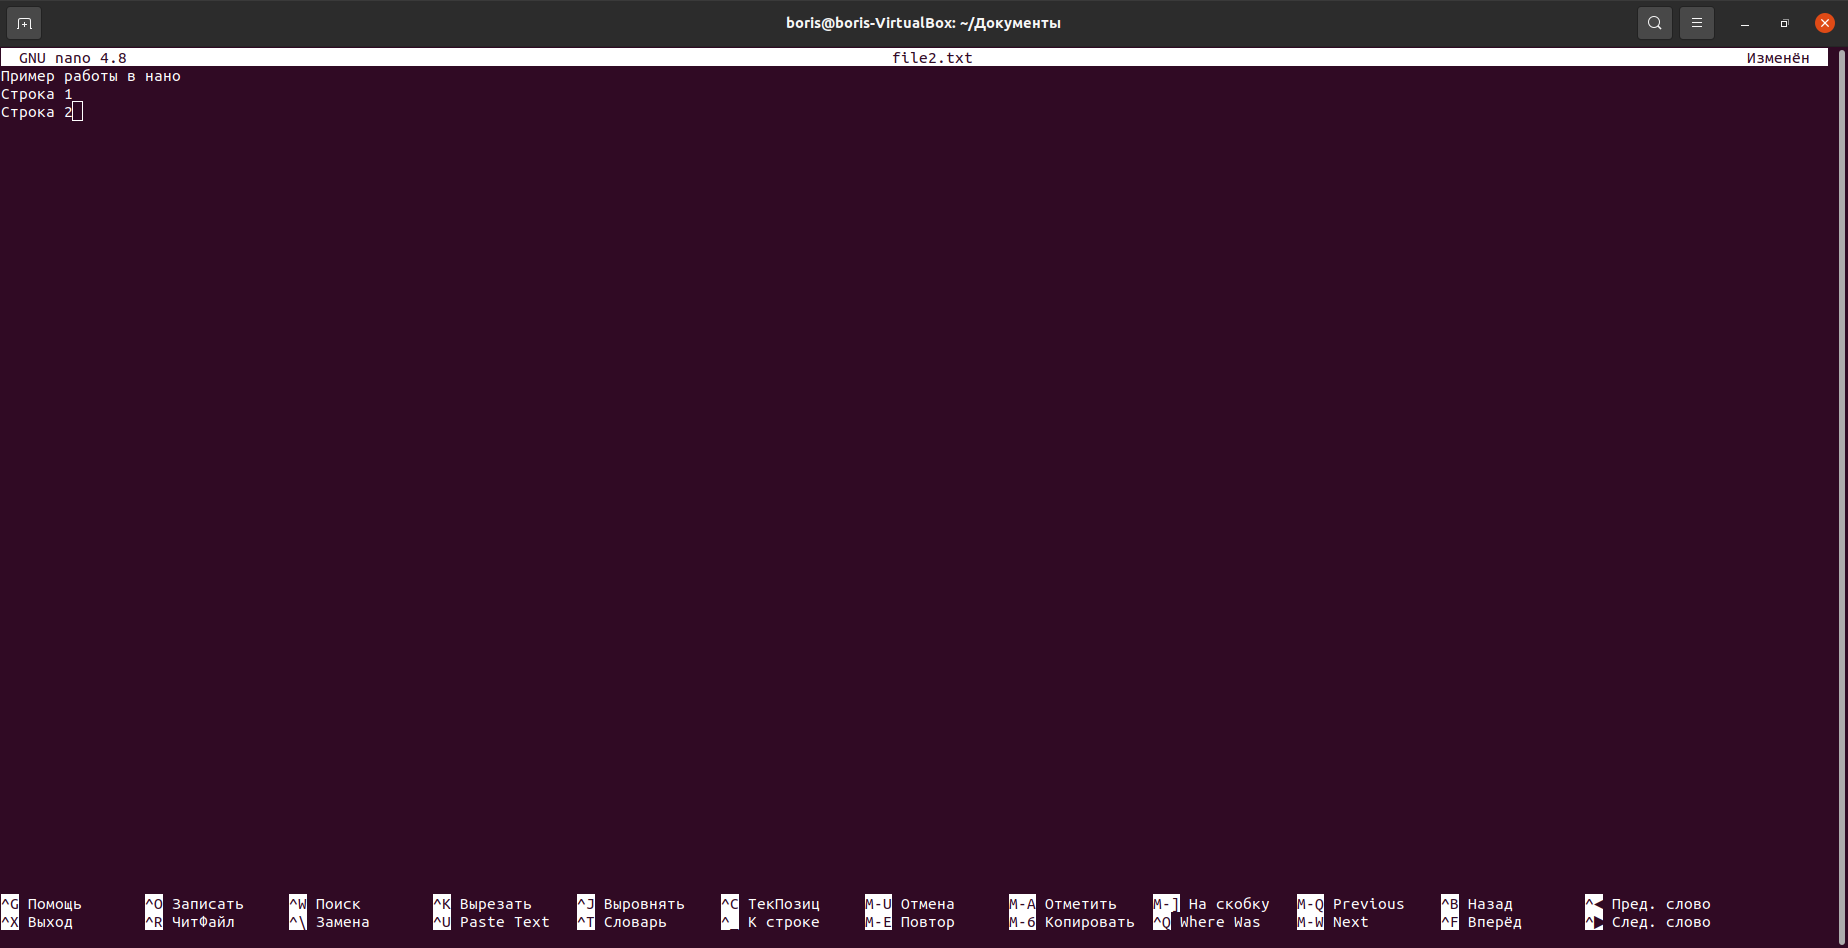 boris@boris-VirtualBox: ~/Документы
GNU nano 4.8 file2.txt Изменён
Пример работы в нано
Строка 1
Строка 2
^G Помощь ^O Записать ^W Поиск ^K Вырезать ^J Выровнять ^C ТекПозиц M-U Отмена M-A Отметить M-] На скобку M-Q Previous ^B Назад ^◀ Пред. слово
^X Выход ^R ЧитФайл ^\ Замена ^U Paste Text ^T Словарь ^_ К строке M-E Повтор M-6 Копировать ^Q Where Was M-W Next ^F Вперёд ^▶ След. слово